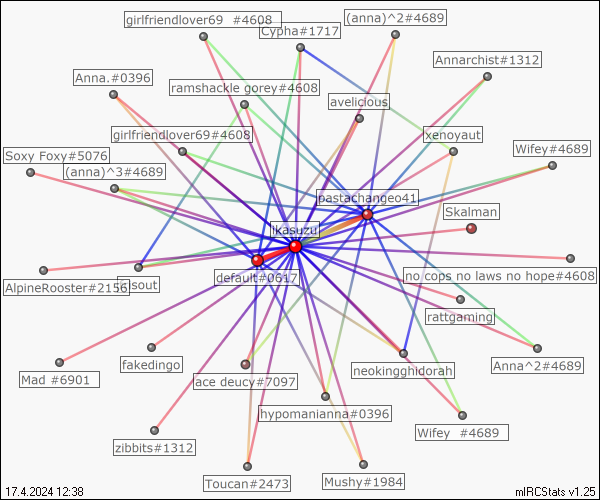 girlfriendlover69 #4608
(anna)^2#4689
Cypha#1717
Annarchist#1312
Anna.#0396
ramshackle gorey#4608
avelicious
girlfriendlover69#4608
xenoyaut
Wifey#4689
Soxy Foxy#5076
(anna)^3#4689
pastachangeo41
Skalman
likasuzu
default#0617
no cops no laws no hope#4608
AlpineRooster#2156
rattgaming
fakedingo
Anna^2#4689
Mad #6901
ace deucy#7097
neokingghidorah
hypomanianna#0396
Wifey #4689
zibbits#1312
Toucan#2473
Mushy#1984
17.4.2024 12:38
mIRCStats v1.25